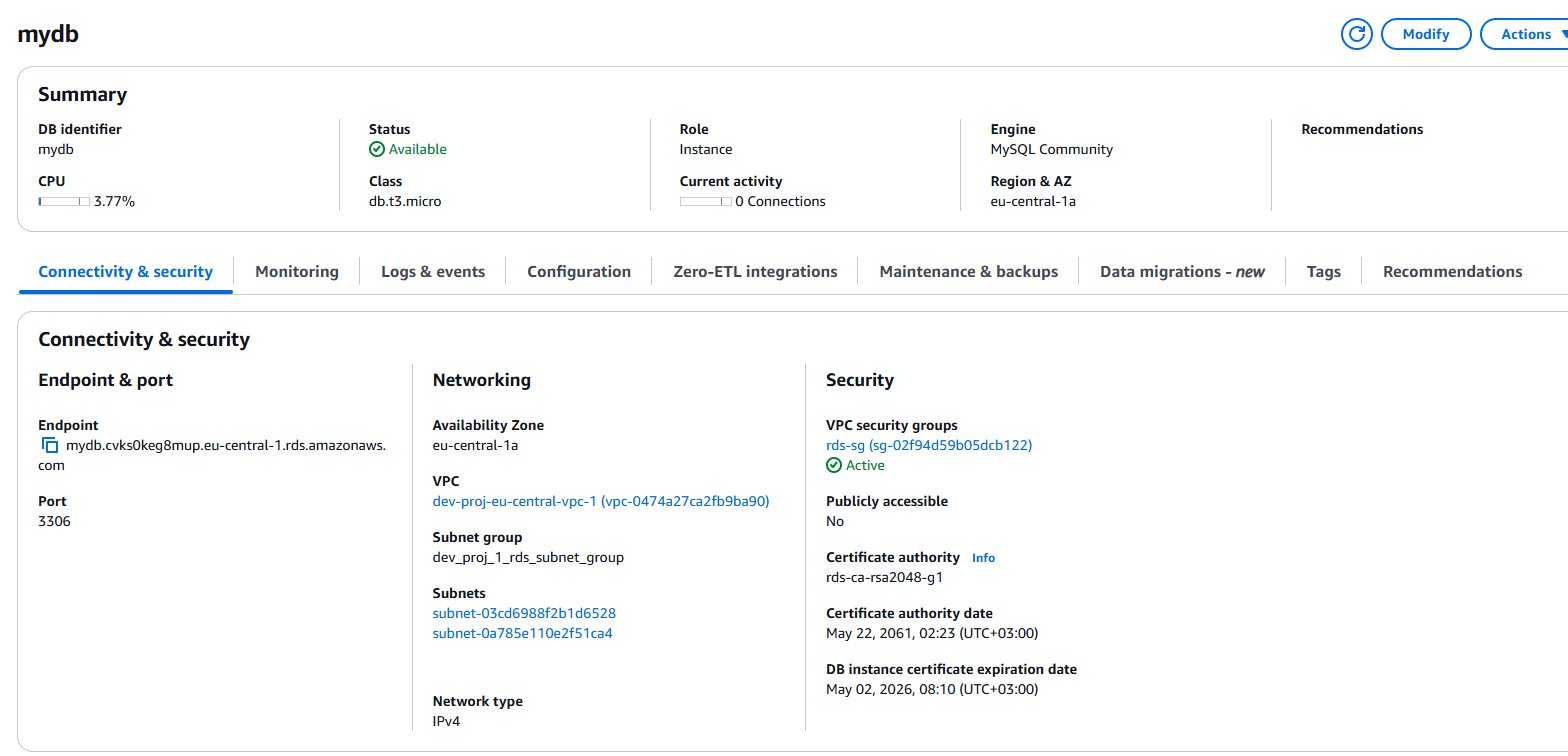 mydb
Modify
Actions
Summary
DB identifier
mydb
Status
Available
Role
Instance
Engine
MySQL Community
Recommendations
CPU
3.77%
Class
db.t3.micro
Current activity
0 Connections
Region & AZ
eu-central-1a
Connectivity & security
Monitoring
Logs & events
Configuration
Zero-ETL integrations
Maintenance & backups
Data migrations - new
Tags
Recommendations
Connectivity & security
Endpoint & port
Endpoint
mydb.cvks0keg8mup.eu-central-1.rds.amazonaws.
com
Port
3306
Networking
Availability Zone
eu-central-1a
VPC
dev-proj-eu-central-vpc-1 (vpc-0474a27ca2fb9ba90)
Subnet group
dev_proj_1_rds_subnet_group
Subnets
subnet-03cd6988f2b1d6528
subnet-0a785e110e2f51ca4
Network type
IPv4
Security
VPC security groups
rds-sg (sg-02f94d59b05dcb122)
Active
Publicly accessible
No
Certificate authority Info
rds-ca-rsa2048-g1
Certificate authority date
May 22, 2061, 02:23 (UTC+03:00)
DB instance certificate expiration date
May 02, 2026, 08:10 (UTC+03:00)